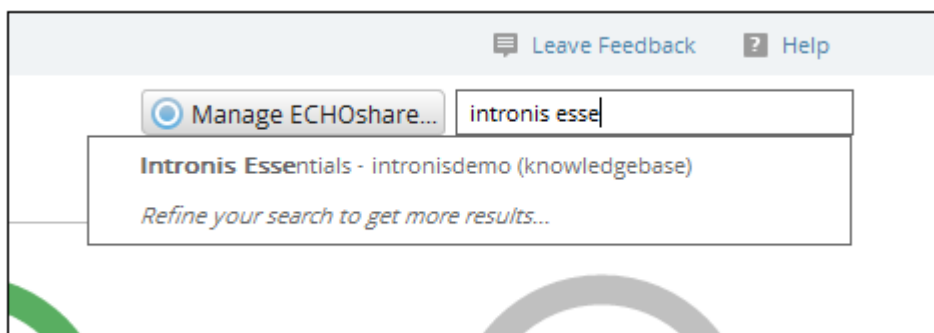 Leave Feedback ? Help
Manage ECHOshare... intronis esse
Intronis Essentials - intronisdemo (knowledgebase)
Refine your search to get more results...